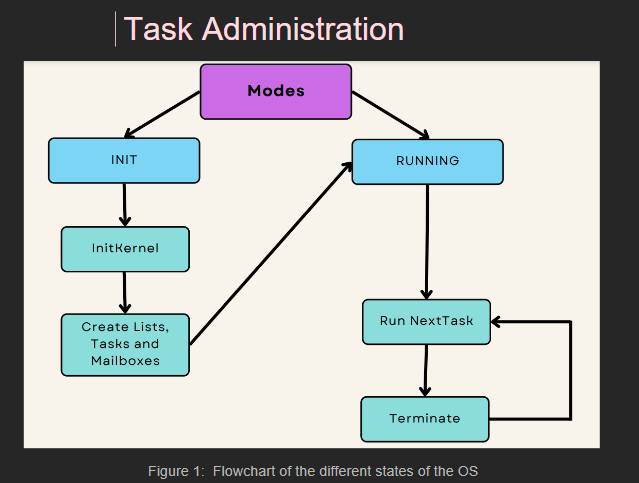 Task Administration
Modes
INIT
RUNNING
InitKernel
Create Lists,
Tasks and
Mailboxes
Run NextTask
Terminate
Figure 1:  Flowchart of the different states of the OS